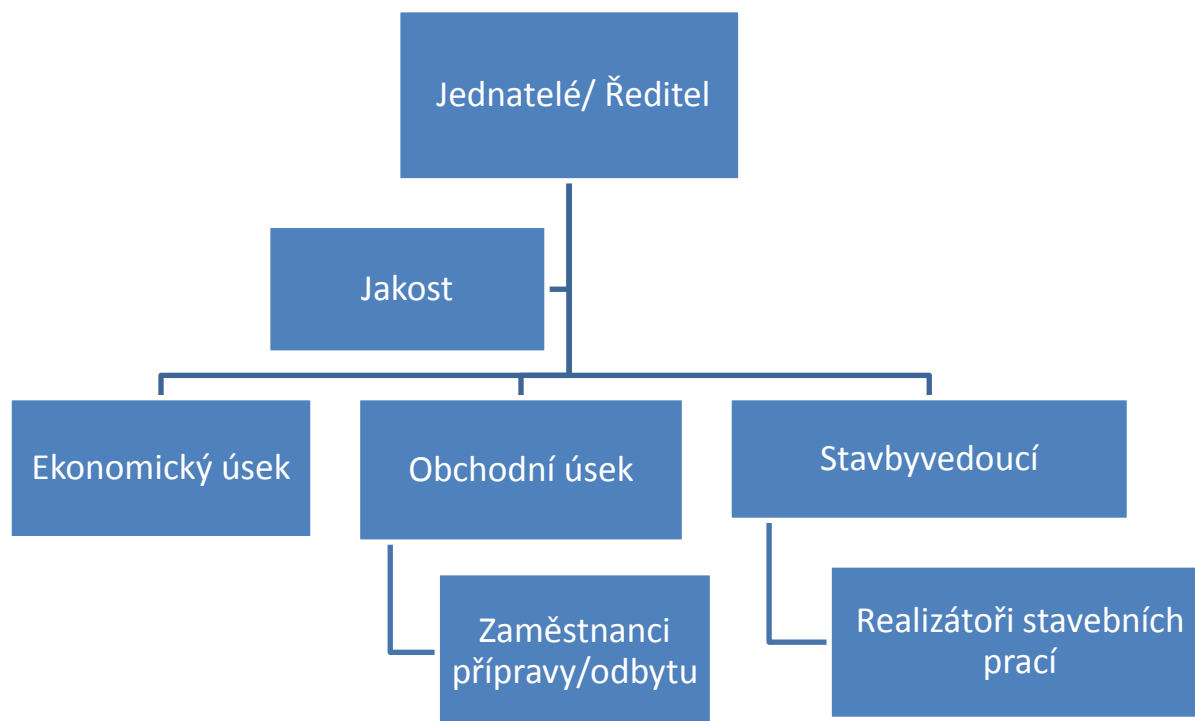 Jednatelé/ Ředitel
Jakost
Ekonomický úsek
Obchodní úsek
Stavbyvedoucí
Zaměstnanci
přípravy/odbytu
Realizátoři stavebních
prací